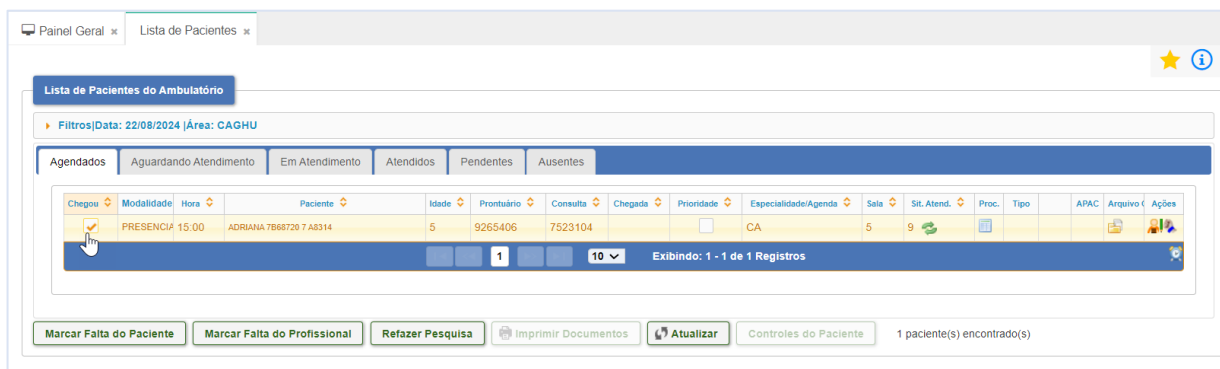 Painel Geral × Lista de Pacientes ×
Lista de Pacientes do Ambulatório
Filtros|Data: 22/08/2024 |Área: CAGHU
Agendados Aguardando Atendimento Em Atendimento Atendidos Pendentes Ausentes
Chegou Modalidade Hora Paciente Idade Prontuário Consulta Chegada Prioridade Especialidade/Agenda Sala Sit. Atend. Proc. Tipo APAC Arquivo Ações
PRESENCIA 15:00 ADRIANA 7B68720 7 A8314 5 9265406 7523104 CA 5 9
1 10 Exibindo: 1 - 1 de 1 Registros
Marcar Falta do Paciente Marcar Falta do Profissional Refazer Pesquisa Imprimir Documentos Atualizar Controles do Paciente 1 paciente(s) encontrado(s)